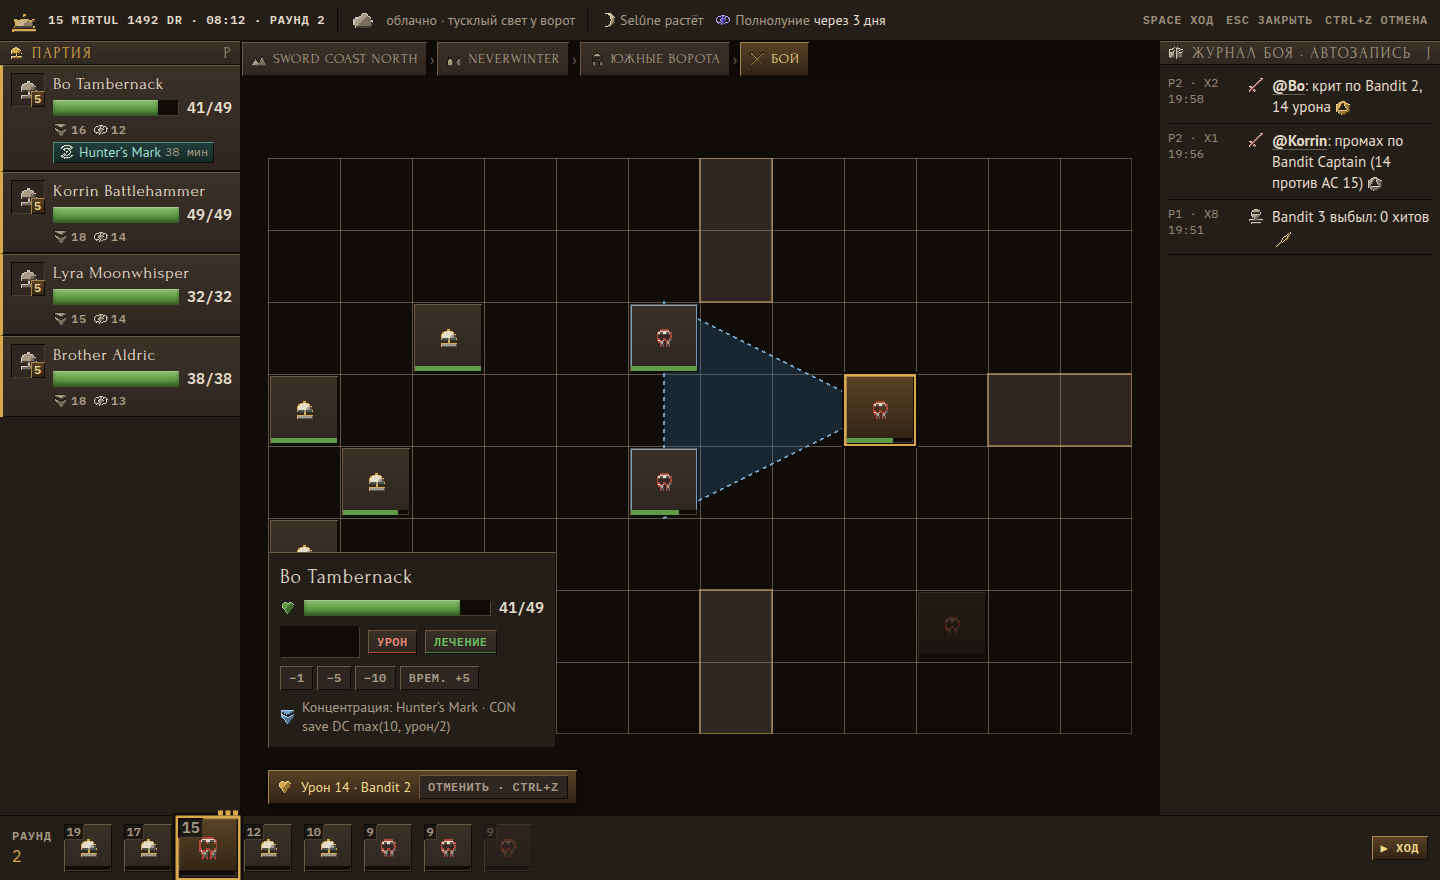 15 MIRTUL 1492 DR · 08:12 · РАУНД 2
облачно · тусклый свет у ворот
Selûne растёт
Полнолуние через 3 дня
SPACE ХОД ESC ЗАКРЫТЬ CTRL+Z ОТМЕНА
ПАРТИЯ P
SWORD COAST NORTH › NEVERWINTER › ЮЖНЫЕ ВОРОТА › БОЙ
ЖУРНАЛ БОЯ · АВТОЗАПИСЬ J
Bo Tambernack
5
41/49
16 12
Hunter's Mark 38 мин
Korrin Battlehammer
5
49/49
18 14
Lyra Moonwhisper
5
32/32
15 14
Brother Aldric
5
38/38
18 13
P2 · X2
19:58
@Bo: крит по Bandit 2,
14 урона
P2 · X1
19:56
@Korrin: промах по
Bandit Captain (14
против AC 15)
P1 · X8
19:51
Bandit 3 выбыл: 0 хитов
Bo Tambernack
41/49
УРОН ЛЕЧЕНИЕ
−1 −5 −10 ВРЕМ. +5
Концентрация: Hunter's Mark · CON
save DC max(10, урон/2)
Урон 14 · Bandit 2 ОТМЕНИТЬ · CTRL+Z
РАУНД
2
19 17 15 12 10 9 9 9
▶ ХОД